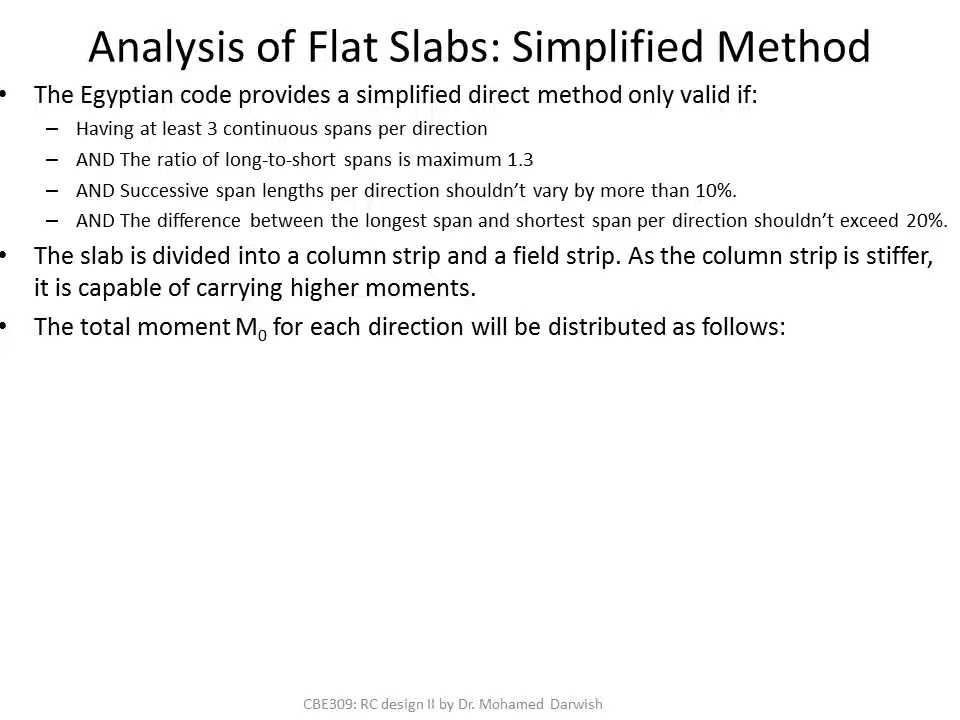 Analysis of Flat Slabs: Simplified Method
• The Egyptian code provides a simplified direct method only valid if:
– Having at least 3 continuous spans per direction
– AND The ratio of long-to-short spans is maximum 1.3
– AND Successive span lengths per direction shouldn’t vary by more than 10%.
– AND The difference between the longest span and shortest span per direction shouldn’t exceed 20%.
• The slab is divided into a column strip and a field strip. As the column strip is stiffer,
it is capable of carrying higher moments.
• The total moment M₀ for each direction will be distributed as follows:
CBE309: RC design II by Dr. Mohamed Darwish